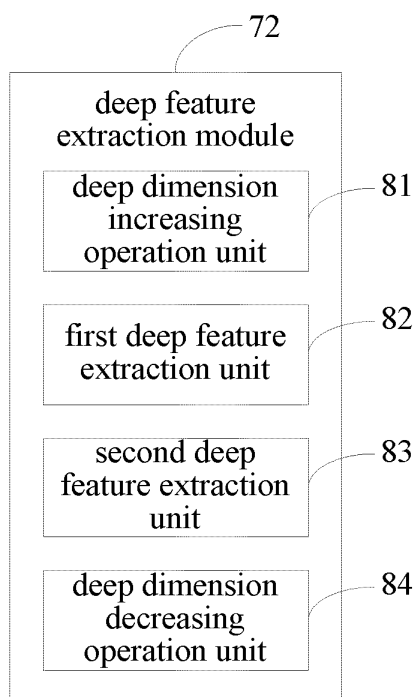 72
deep feature
extraction module
deep dimension
increasing
operation unit
81
first deep feature
extraction unit
82
second deep
feature extraction
unit
83
deep dimension
decreasing
operation unit
84